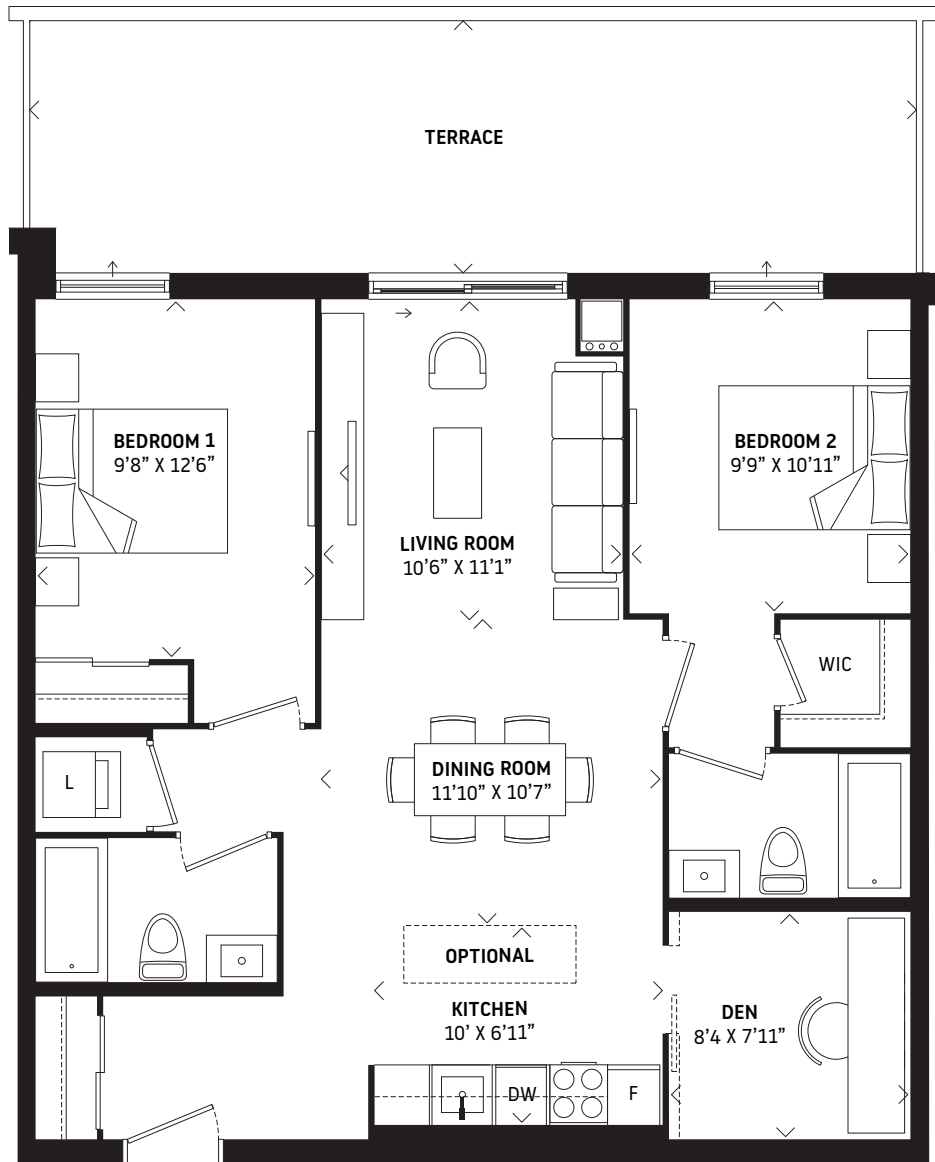 TERRACE
BEDROOM 1
9’8” X 12’6”
BEDROOM 2
9’9” X 10’11”
LIVING ROOM
10’6” X 11’1”
WIC
L
DINING ROOM
11’10” X 10’7”
OPTIONAL
KITCHEN
10’ X 6’11”
DEN
8’4 X 7’11”
DW
F